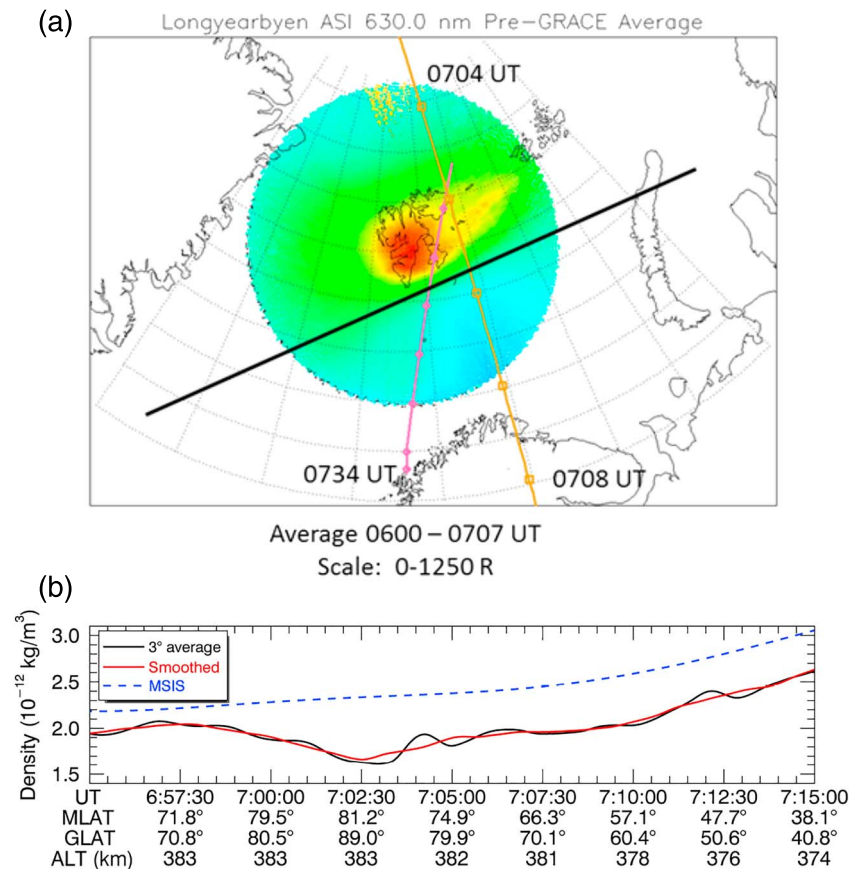 (a)
Longyearbyen ASI 630.0 nm Pre-GRACE Average
0704 UT
0734 UT
0708 UT
Average 0600 – 0707 UT
Scale: 0-1250 R
(b)
Density (10⁻¹² kg/m³)
3.0
2.5
2.0
1.5
3° average
Smoothed
MSIS
UT 6:57:30 7:00:00 7:02:30 7:05:00 7:07:30 7:10:00 7:12:30 7:15:00
MLAT 71.8° 79.5° 81.2° 74.9° 66.3° 57.1° 47.7° 38.1°
GLAT 70.8° 80.5° 89.0° 79.9° 70.1° 60.4° 50.6° 40.8°
ALT (km) 383 383 383 382 381 378 376 374